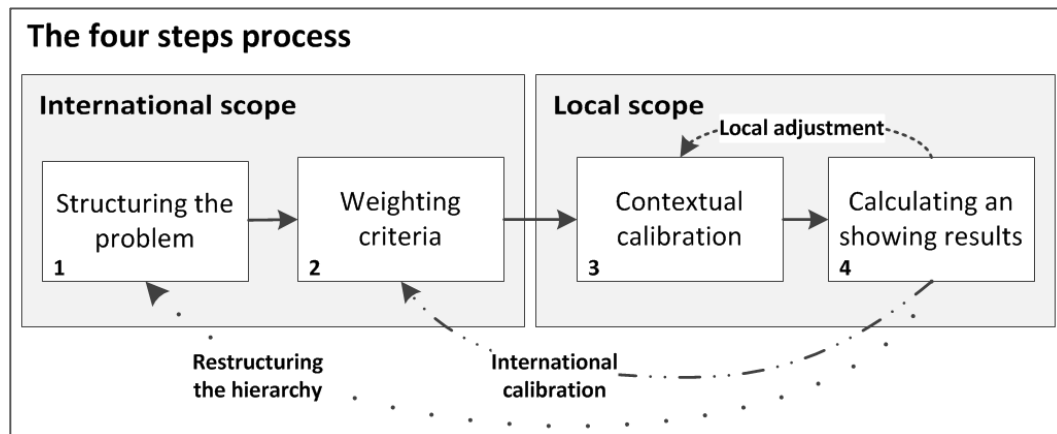 The four steps process
International scope
Local scope
Local adjustment
Structuring the
problem
1
Weighting
criteria
2
Contextual
calibration
3
Calculating an
showing results
4
Restructuring
the hierarchy
International
calibration